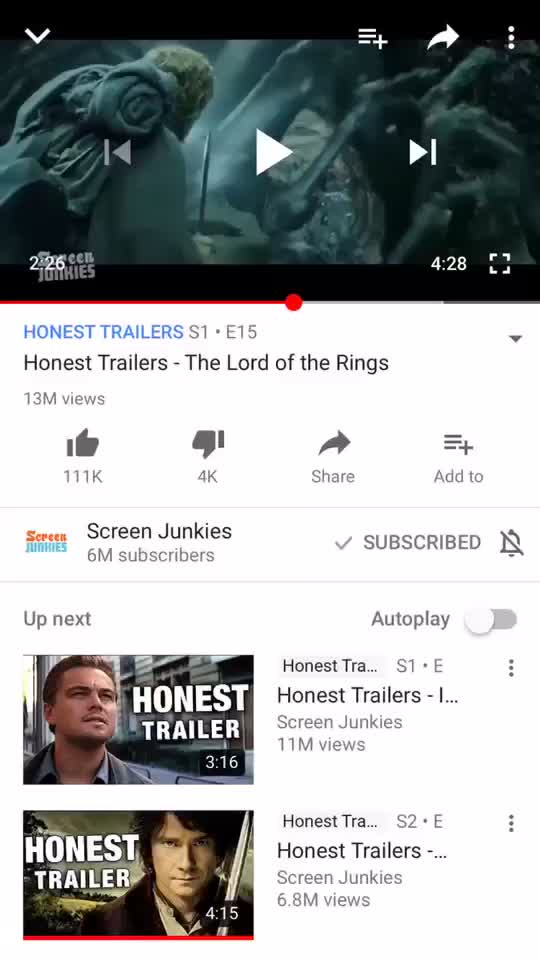 2:26
Screen
JUNKIES
4:28
HONEST TRAILERS S1 • E15
Honest Trailers - The Lord of the Rings
13M views
111K
4K
Share
Add to
Screen
JUNKIES
Screen Junkies
6M subscribers
SUBSCRIBED
Up next
Autoplay
HONEST
TRAILER
3:16
Honest Tra... S1 • E
Honest Trailers - I...
Screen Junkies
11M views
HONEST
TRAILER
4:15
Honest Tra... S2 • E
Honest Trailers -...
Screen Junkies
6.8M views